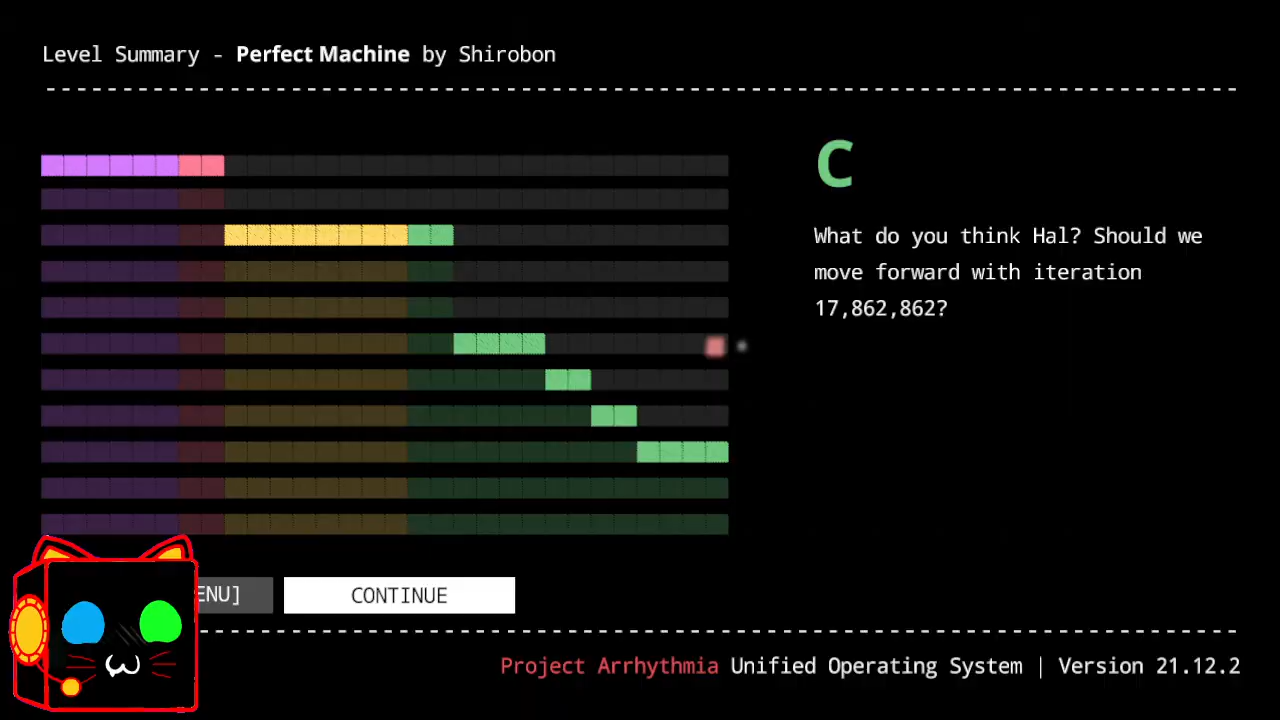 Level Summary - Perfect Machine by Shirobon
C
What do you think Hal? Should we
move forward with iteration
17,862,862?
ENU]
CONTINUE
Project Arrhythmia Unified Operating System | Version 21.12.2